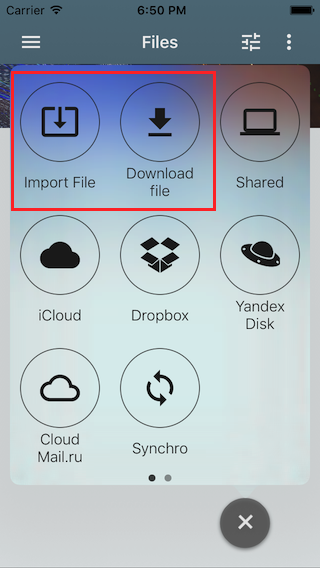 Carrier 6:50 PM
Files
Import File
Download
file
Shared
iCloud
Dropbox
Yandex
Disk
Cloud
Mail.ru
Synchro